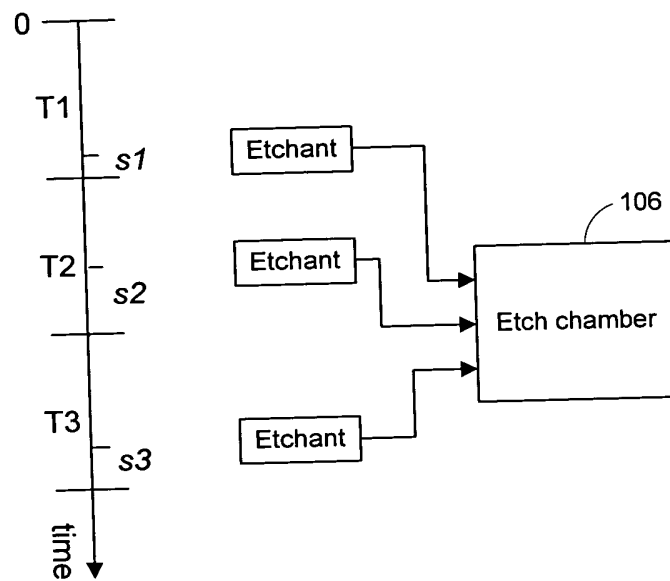 0
T1
s1
Etchant
106
T2
s2
Etchant
Etch chamber
T3
s3
Etchant
time